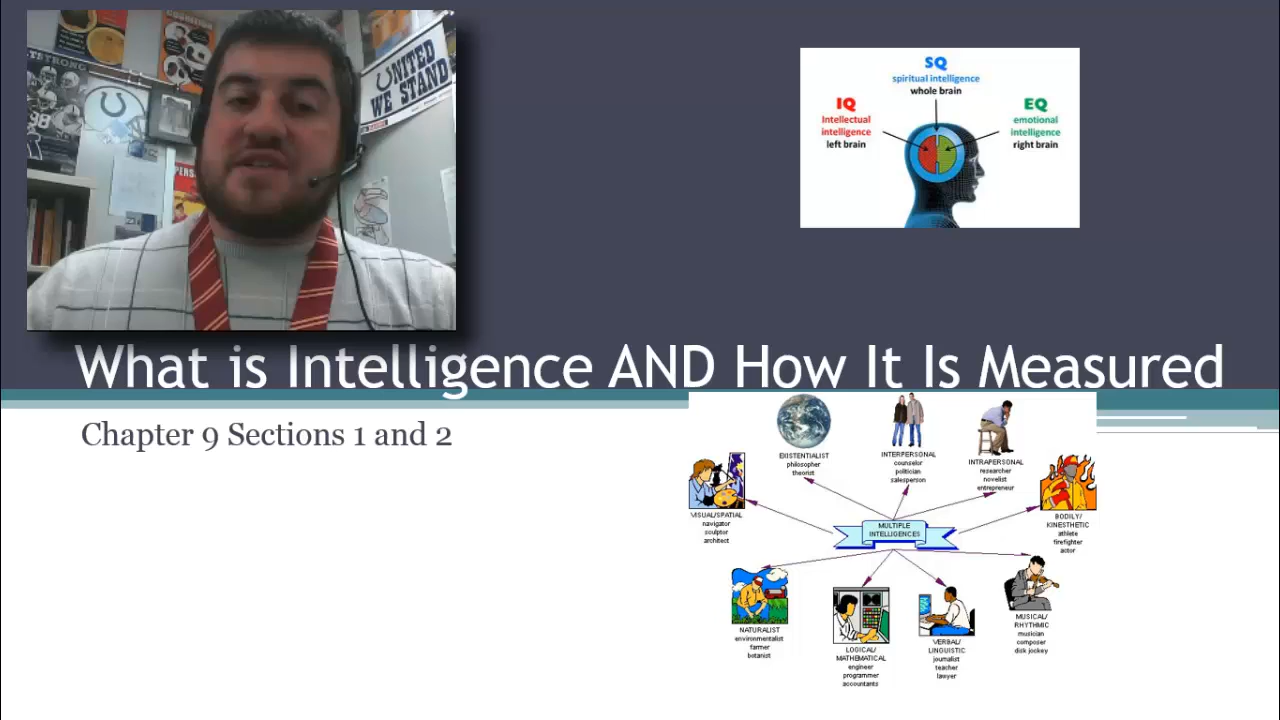 COGNITION
UNITED
WE STAND
98
PERS
SQ
spiritual intelligence
whole brain
IQ
Intellectual
intelligence
left brain
EQ
emotional
intelligence
right brain
What is Intelligence AND How It Is Measured
Chapter 9 Sections 1 and 2
EXISTENTIALIST
philosopher
theorist
INTERPERSONAL
counselor
politician
salesperson
INTRAPERSONAL
researcher
novelist
entrepreneur
VISUAL/SPATIAL
navigator
sculptor
architect
MULTIPLE
INTELLIGENCES
BODILY/
KINESTHETIC
athlete
firefighter
actor
NATURALIST
environmentalist
farmer
botanist
LOGICAL/
MATHEMATICAL
engineer
programmer
accountants
VERBAL/
LINGUISTIC
journalist
teacher
lawyer
MUSICAL/
RHYTHMIC
musician
composer
disk jockey